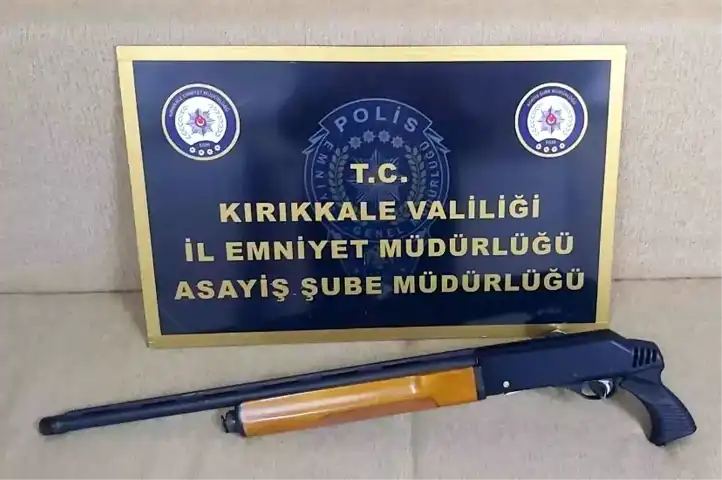 POLİS
T.C.
KIRIKKALE VALİLİĞİ
İL EMNİYET MÜDÜRLÜĞÜ
ASAYİŞ ŞUBE MÜDÜRLÜĞÜ